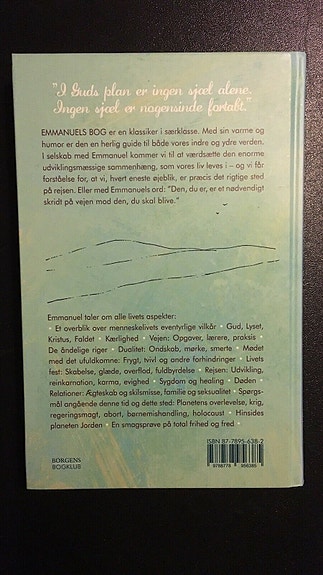 "I Guds plan er ingen sjæl alene.
Ingen sjæl er nogensinde fortabt."
EMMANUELS BOG er en klassiker i særklasse. Med sin varme og
humor er den en herlig guide til både vores indre og ydre verden.
I selskab med Emmanuel kommer vi til at værdsætte den enorme
udviklingsmæssige sammenhæng, som vores liv leves i – og vi får
forståelse for, at vi, hvert eneste øjeblik, er præcis det rigtige sted
på rejsen. Eller med Emmanuels ord: "Den, du er, er et nødvendigt
skridt på vejen mod den, du skal blive."
Emmanuel taler om alle livets aspekter:
• Et overblik over menneskelivets eventyrlige vilkår • Gud, Lyset,
Kristus, Faldet • Kærlighed • Vejen: Opgaver, lærere, praksis •
De åndelige riger • Dualitet: Ondskab, mørke, smerte • Mødet
med det ufuldkomne: Frygt, tvivl og andre forhindringer • Livets
fest: Skabelse, glæde, overflod, fuldbyrdelse • Rejsen: Udvikling,
reinkarnation, karma, evighed • Sygdom og healing • Døden •
Relationer: Ægteskab og skilsmisse, familie og seksualitet • Spørgs-
mål angående denne tid og dette sted: Planetens overlevelse, krig,
regeringsmagt, abort, børnemishandling, holocaust • Hinsides
planeten Jorden • En smagsprøve på total frihed og fred •
ISBN 87-7895-638-2
9788778 956385
BORGENS
BOGKLUB